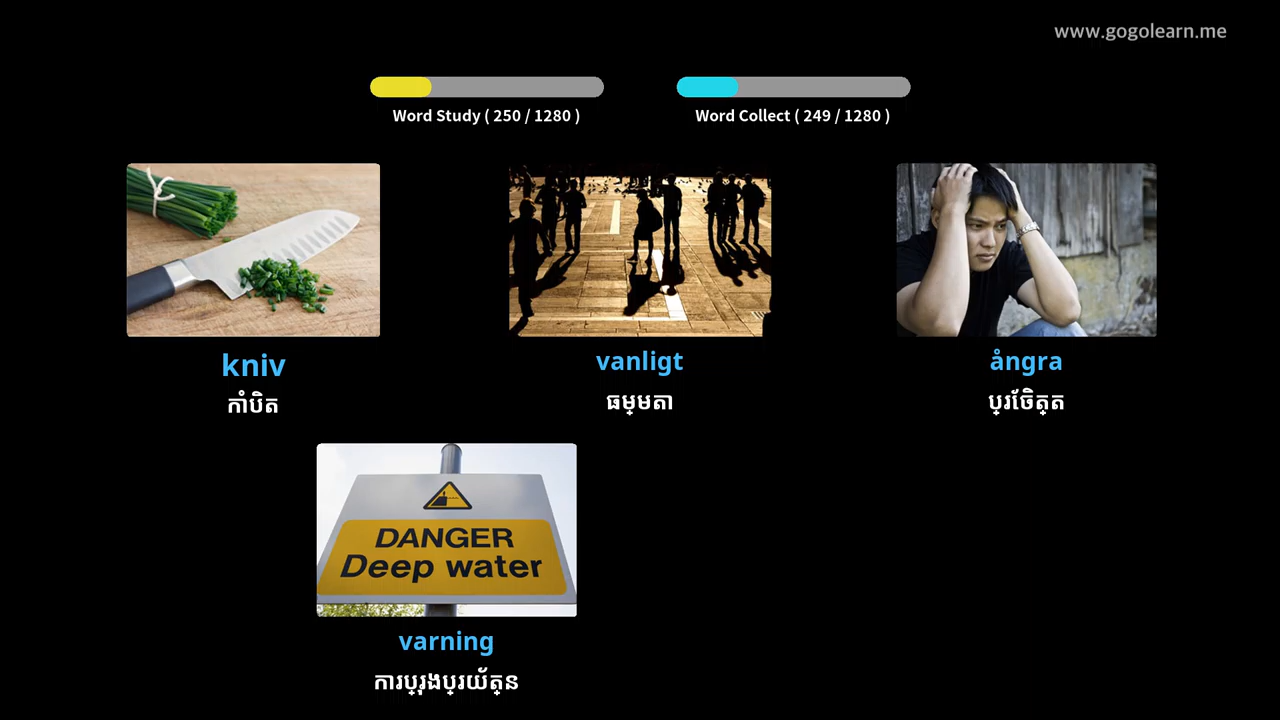 www.gogolearn.me
Word Study ( 250 / 1280 )
Word Collect ( 249 / 1280 )
kniv
កាំបិត
vanligt
ធម្មតា
ångra
ប្រចែិត្ត
DANGER
Deep water
varning
ការប្រុងប្រយ័ត្ន